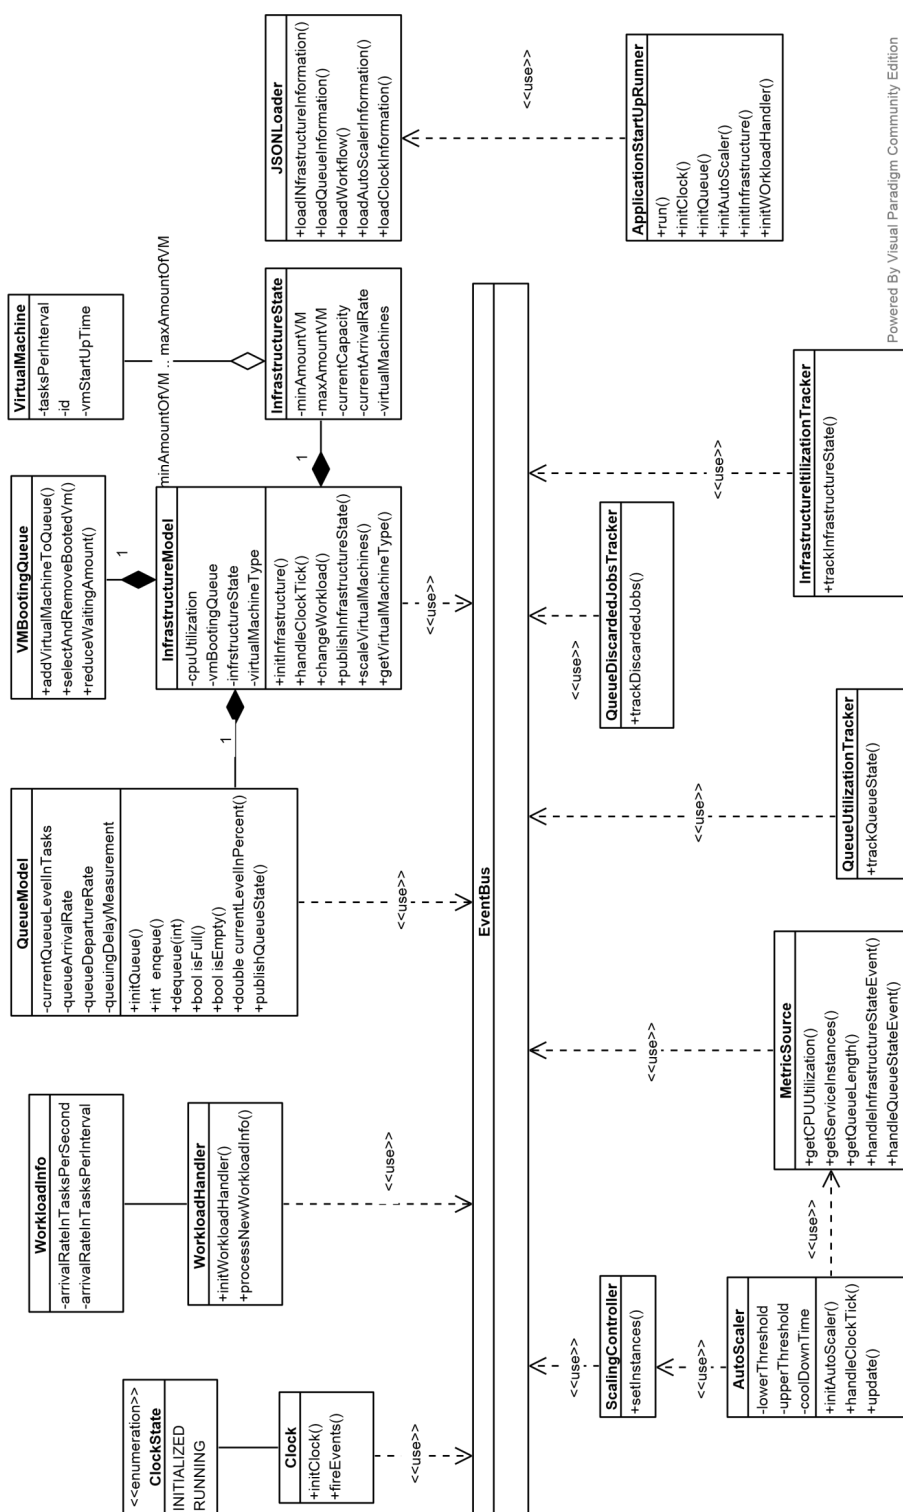 <<enumeration>>
ClockState
INITIALIZED
RUNNING
Clock
+initClock()
+fireEvents()
<<use>>
WorkloadInfo
-arrivalRateInTasksPerSecond
-arrivalRateInTasksPerInterval
WorkloadHandler
+initWorkloadHandler()
+processNewWorkloadInfo()
<<use>>
QueueModel
-currentQueueLevelInTasks
-queueArrivalRate
-queueDepartureRate
-queuingDelayMeasurement
+initQueue()
+int enqeue()
+dequeue(int)
+bool isFull()
+bool isEmpty()
+double currentLevelInPercent()
+publishQueueState()
<<use>>
1
VMBootingQueue
+addVirtualMachineToQueue()
+selectAndRemoveBootedVm()
+reduceWaitingAmount()
1
InfrastructureModel
-cpuUtilization
-vmBootingQueue
-infrstructureState
-virtualMachineType
+initInfrastructure()
+handleClockTick()
+changeWorkload()
+publishInfrastructureState()
+scaleVirtualMachines()
+getVirtualMachineType()
<<use>>
1
VirtualMachine
-tasksPerInterval
-id
-vmStartUpTime
minAmountOfVM .. maxAmountOfVM
InfrastructureState
-minAmountVM
-maxAmountVM
-currentCapacity
-currentArrivalRate
-virtualMachines
JSONLoader
+loadINfrastructureInformation()
+loadQueueInformation()
+loadWorkflow()
+loadAutoScalerInformation()
+loadClockInformation()
<<use>>
ApplicationStartUpRunner
+run()
+initClock()
+initQueue()
+initAutoScaler()
+initInfrastructure()
+initWOrkloadHandler()
EventBus
<<use>>
ScalingController
+setInstances()
<<use>>
AutoScaler
-lowerThreshold
-upperThreshold
-coolDownTime
+initAutoScaler()
+handleClockTick()
+update()
<<use>>
<<use>>
MetricSource
+getCPUUtilization()
+getServiceInstances()
+getQueueLength()
+handleInfrastructureStateEvent()
+handleQueueStateEvent()
<<use>>
QueueUtilizationTracker
+trackQueueState()
<<use>>
QueueDiscardedJobsTracker
+trackDiscardedJobs()
<<use>>
InfrastructureItilizationTracker
+trackInfrastructureState()
Powered By Visual Paradigm Community Edition